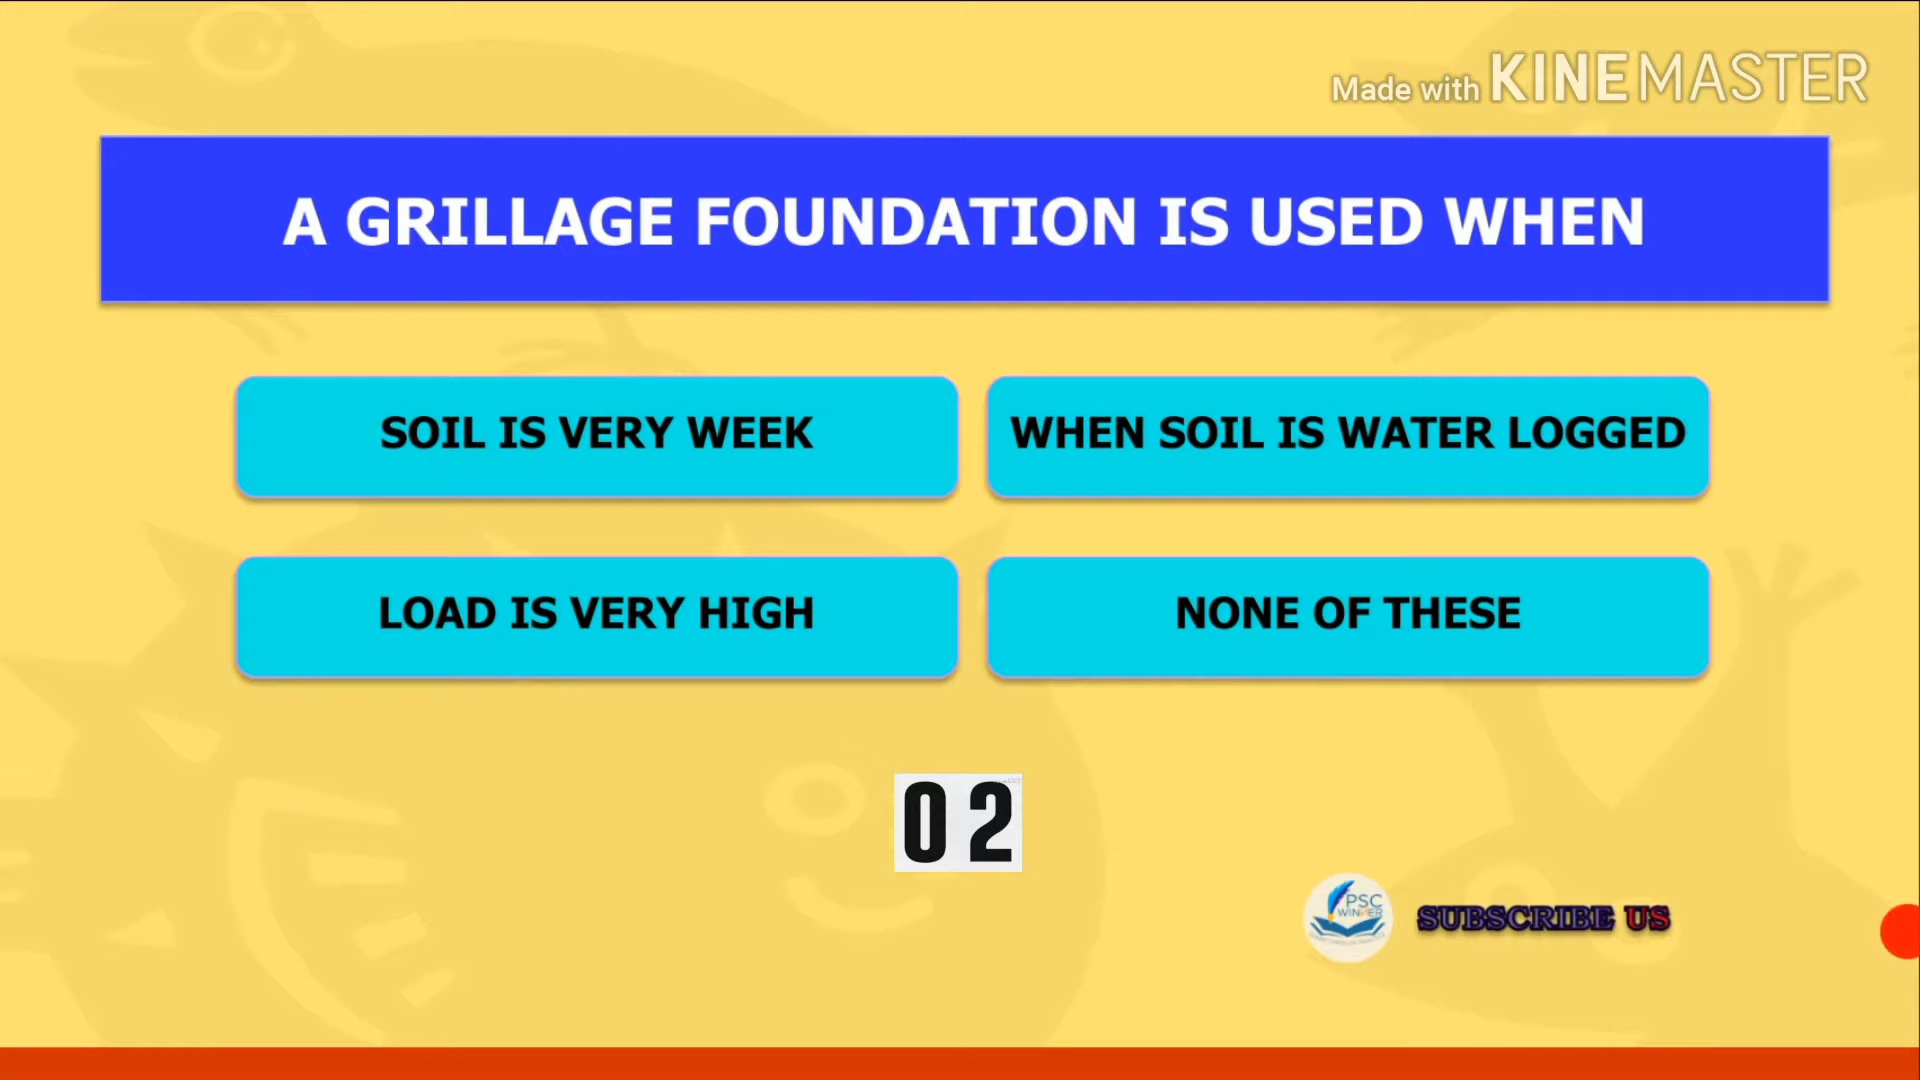 Made with KINEMASTER
A GRILLAGE FOUNDATION IS USED WHEN
SOIL IS VERY WEEK
WHEN SOIL IS WATER LOGGED
LOAD IS VERY HIGH
NONE OF THESE
02
PSC
WINNER
SUBSCRIBE US